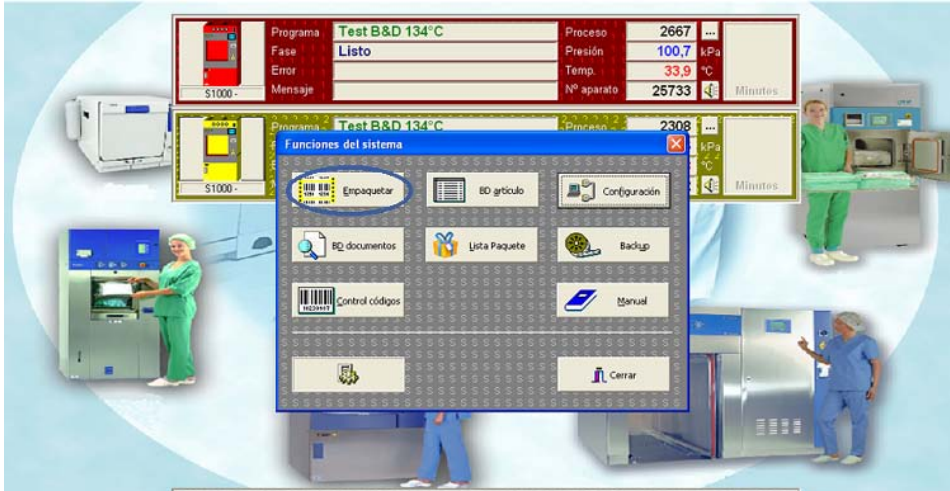 Programa Test B&D 134°C Proceso 2667 ...
Fase Listo Presión 100,7 kPa
Error Temp. 33,9 °C
Mensaje Nº aparato 25733 Minutos
S1000 -
Programa Test B&D 134°C Proceso 2308 ...
kPa
°C
S1000 - Minutos
Funciones del sistema
Empaquetar BD artículo Configuración
BD documentos Lista Paquete Backup
Control códigos Manual
Cerrar